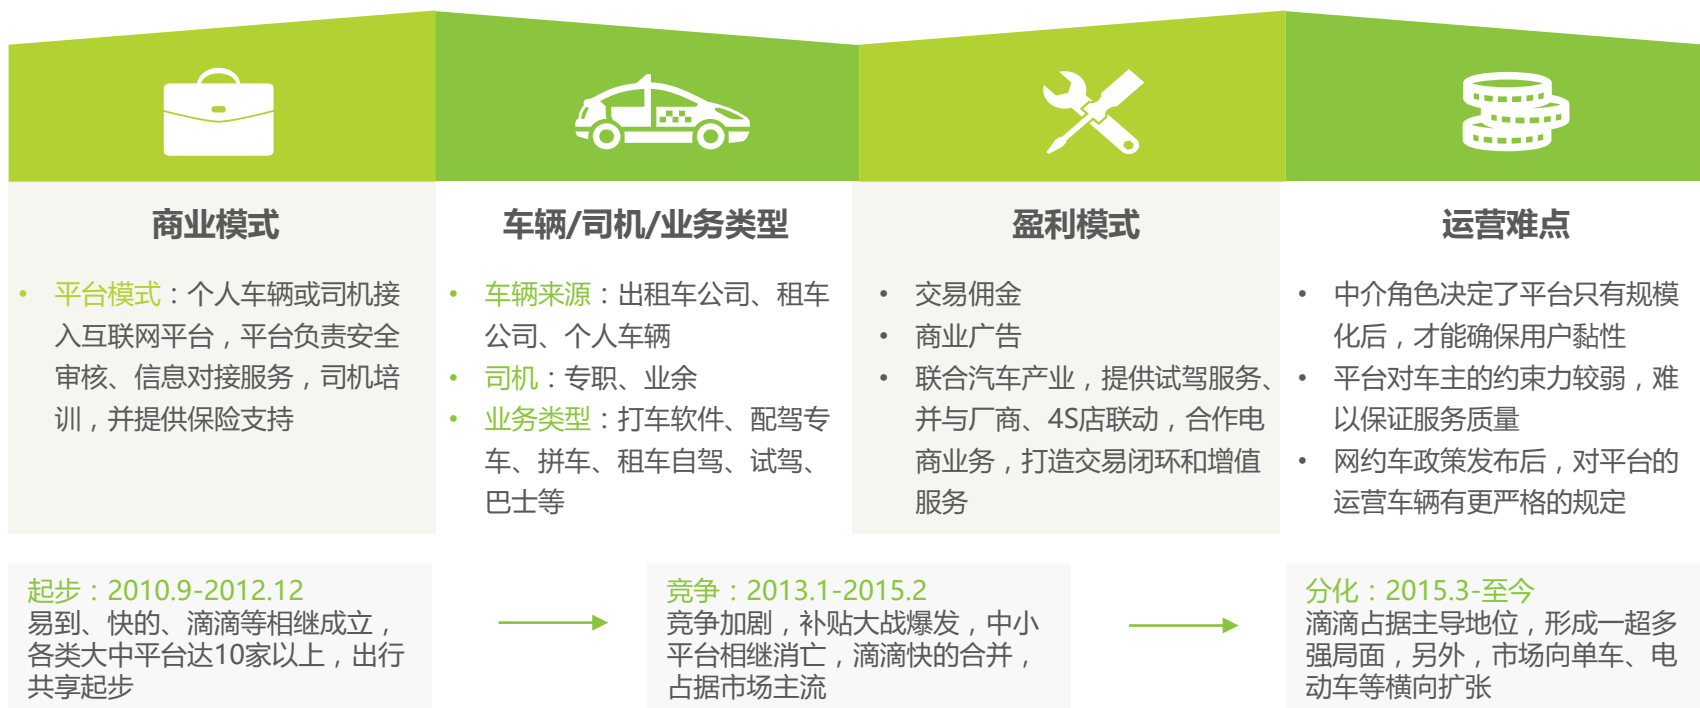 商业模式
• 平台模式：个人车辆或司机接
入互联网平台，平台负责安全
审核、信息对接服务，司机培
训，并提供保险支持
车辆/司机/业务类型
• 车辆来源：出租车公司、租车
公司、个人车辆
• 司机：专职、业余
• 业务类型：打车软件、配驾专
车、拼车、租车自驾、试驾、
巴士等
盈利模式
• 交易佣金
• 商业广告
• 联合汽车产业，提供试驾服务、
并与厂商、4S店联动，合作电
商业务，打造交易闭环和增值
服务
运营难点
• 中介角色决定了平台只有规模
化后，才能确保用户黏性
• 平台对车主的约束力较弱，难
以保证服务质量
• 网约车政策发布后，对平台的
运营车辆有更严格的规定
起步：2010.9-2012.12
易到、快的、滴滴等相继成立，
各类大中平台达10家以上，出行
共享起步
竞争：2013.1-2015.2
竞争加剧，补贴大战爆发，中小
平台相继消亡，滴滴快的合并，
占据市场主流
分化：2015.3-至今
滴滴占据主导地位，形成一超多
强局面，另外，市场向单车、电
动车等横向扩张